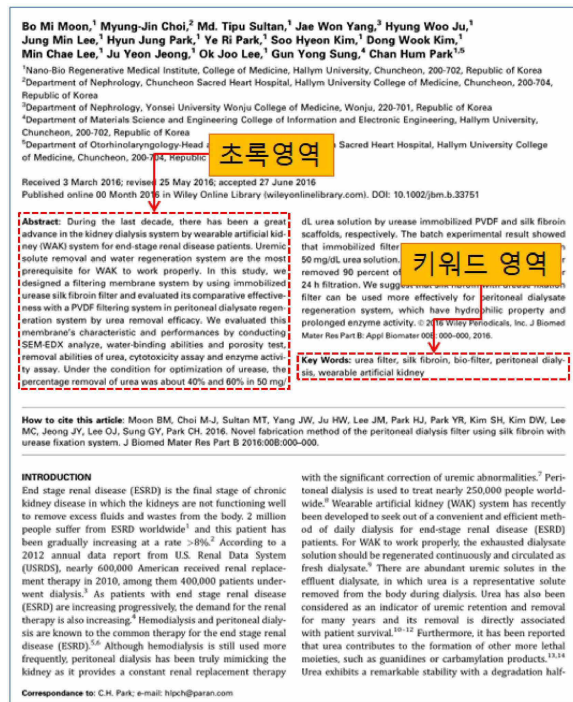 Bo Mi Moon,1 Myung-Jin Choi,2 Md. Tipu Sultan,1 Jae Won Yang,3 Hyung Woo Ju,1
Jung Min Lee,1 Hyun Jung Park,1 Ye Ri Park,1 Soo Hyeon Kim,1 Dong Wook Kim,1
Min Chae Lee,1 Ju Yeon Jeong,1 Ok Joo Lee,1 Gun Yong Sung,4 Chan Hum Park1,5
1Nano-Bio Regenerative Medical Institute, College of Medicine, Hallym University, Chuncheon, 200-702, Republic of Korea
2Department of Nephrology, Chuncheon Sacred Heart Hospital, Hallym University College of Medicine, Chuncheon, 200-704,
Republic of Korea
3Department of Nephrology, Yonsei University Wonju College of Medicine, Wonju, 220-701, Republic of Korea
4Department of Materials Science and Engineering College of Information and Electronic Engineering, Hallym University,
Chuncheon, 200-702, Republic of Korea
5Department of Otorhinolaryngology-Head a
Sacred Heart Hospital, Hallym University College
of Medicine, Chuncheon, 200-704, Republic
초록영역
Received 3 March 2016; revised 25 May 2016; accepted 27 June 2016
Published online 00 Month 2016 in Wiley Online Library (wileyonlinelibrary.com). DOI: 10.1002/jbm.b.33751
Abstract: During the last decade, there has been a great
advance in the kidney dialysis system by wearable artificial kid-
ney (WAK) system for end-stage renal disease patients. Uremic
solute removal and water regeneration system are the most
prerequisite for WAK to work properly. In this study, we
designed a filtering membrane system by using immobilized
urease silk fibroin filter and evaluated its comparative effective-
ness with a PVDF filtering system in peritoneal dialysate regen-
eration system by urea removal efficacy. We evaluated this
membrane's characteristic and performances by conducting
SEM-EDX analyze, water-binding abilities and porosity test,
removal abilities of urea, cytotoxicity assay and enzyme activ-
ity assay. Under the condition for optimization of urease, the
percentage removal of urea was about 40% and 60% in 50 mg/
dL urea solution by urease immobilized PVDF and silk fibroin
scaffolds, respectively. The batch experimental result showed
that immobilized filter
50 mg/dL urea solution.
removed 90 percent of
24 h filtration. We suggest
filter can be used more effectively for peritoneal dialysate
regeneration system, which have hydrophilic property and
prolonged enzyme activity. © 2016 Wiley Periodicals, Inc. J Biomed
Mater Res Part B: Appl Biomater 00B: 000–000, 2016.
키워드 영역
Key Words: urea filter, silk fibroin, bio-filter, peritoneal dialy-
sis, wearable artificial kidney
How to cite this article: Moon BM, Choi M-J, Sultan MT, Yang JW, Ju HW, Lee JM, Park HJ, Park YR, Kim SH, Kim DW, Lee
MC, Jeong JY, Lee OJ, Sung GY, Park CH. 2016. Novel fabrication method of the peritoneal dialysis filter using silk fibroin with
urease fixation system. J Biomed Mater Res Part B 2016:00B:000–000.
INTRODUCTION
End stage renal disease (ESRD) is the final stage of chronic
kidney disease in which the kidneys are not functioning well
to remove excess fluids and wastes from the body. 2 million
people suffer from ESRD worldwide1 and this patient has
been gradually increasing at a rate >8%.2 According to a
2012 annual data report from U.S. Renal Data System
(USRDS), nearly 600,000 American received renal replace-
ment therapy in 2010, among them 400,000 patients under-
went dialysis.3 As patients with end stage renal disease
(ESRD) are increasing progressively, the demand for the renal
therapy is also increasing.4 Hemodialysis and peritoneal dialy-
sis are known to the common therapy for the end stage renal
disease (ESRD).5,6 Although hemodialysis is still used more
frequently, peritoneal dialysis has been truly mimicking the
kidney as it provides a constant renal replacement therapy
with the significant correction of uremic abnormalities.7 Peri-
toneal dialysis is used to treat nearly 250,000 people world-
wide.8 Wearable artificial kidney (WAK) system has recently
been developed to seek out of a convenient and efficient meth-
od of daily dialysis for end-stage renal disease (ESRD)
patients. For WAK to work properly, the exhausted dialysate
solution should be regenerated continuously and circulated as
fresh dialysate.9 There are abundant uremic solutes in the
effluent dialysate, in which urea is a representative solute
removed from the body during dialysis. Urea has also been
considered as an indicator of uremic retention and removal
for many years and its removal is directly associated
with patient survival.10–12 Furthermore, it has been reported
that urea contributes to the formation of other more lethal
moieties, such as guanidines or carbamylation products.13,14
Urea exhibits a remarkable stability with a degradation half-
Correspondence to: C.H. Park; e-mail: hlpch@paran.com